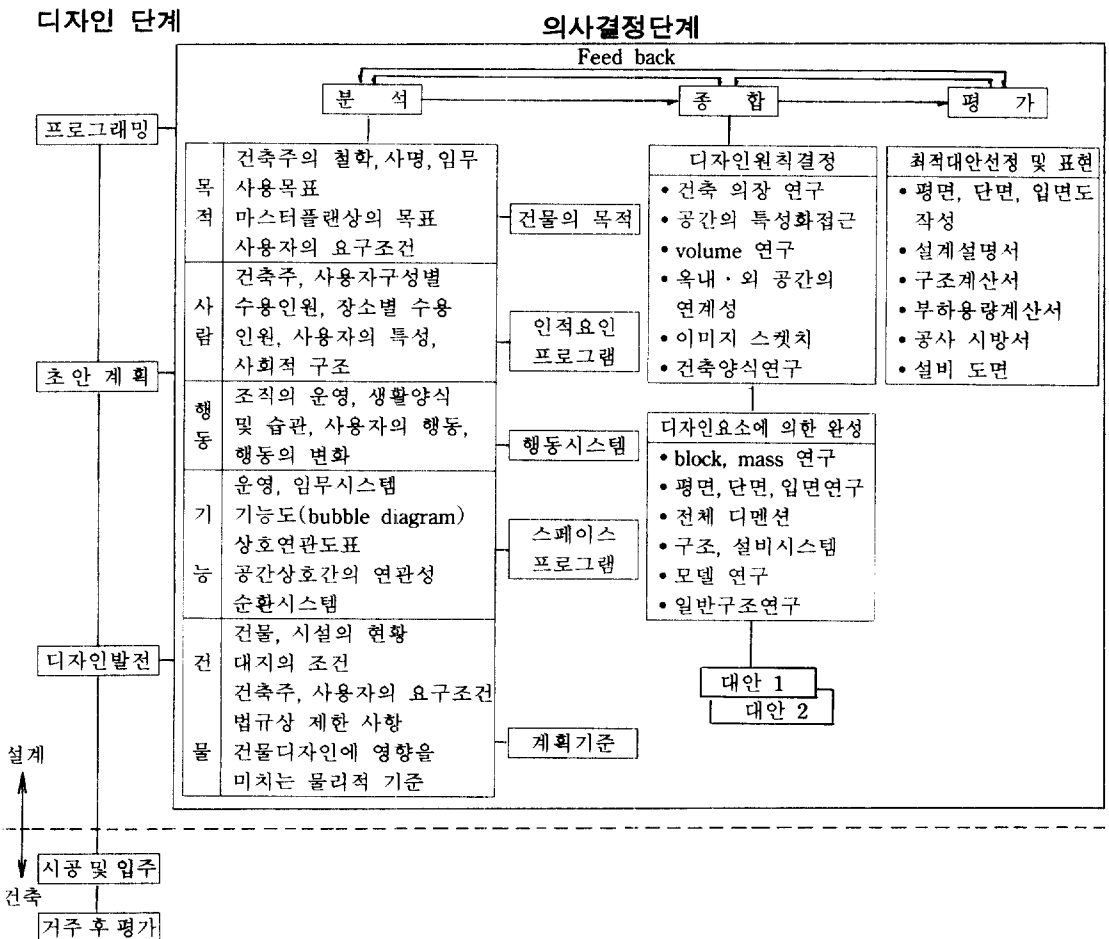 디자인 단계
의사결정단계
Feed back
분 석
종 합
평 가
프로그래밍
초안 계획
디자인발전
설계
건축
시공 및 입주
거주 후 평가
목적
건축주의 철학, 사명, 임무
사용목표
마스터플랜상의 목표
사용자의 요구조건
건물의 목적
사람
건축주, 사용자구성별
수용인원, 장소별 수용
인원, 사용자의 특성,
사회적 구조
인적요인
프로그램
행동
조직의 운영, 생활양식
및 습관, 사용자의 행동,
행동의 변화
행동시스템
기능
운영, 임무시스템
기능도(bubble diagram)
상호연관도표
공간상호간의 연관성
순환시스템
스페이스
프로그램
건물
건물, 시설의 현황
대지의 조건
건축주, 사용자의 요구조건
법규상 제한 사항
건물디자인에 영향을
미치는 물리적 기준
계획기준
디자인원칙결정
• 건축 의장 연구
• 공간의 특성화접근
• volume 연구
• 옥내 · 외 공간의
연계성
• 이미지 스켓치
• 건축양식연구
디자인요소에 의한 완성
• block, mass 연구
• 평면, 단면, 입면연구
• 전체 디멘션
• 구조, 설비시스템
• 모델 연구
• 일반구조연구
대안 1
대안 2
최적대안선정 및 표현
• 평면, 단면, 입면도
작성
• 설계설명서
• 구조계산서
• 부하용량계산서
• 공사 시방서
• 설비 도면